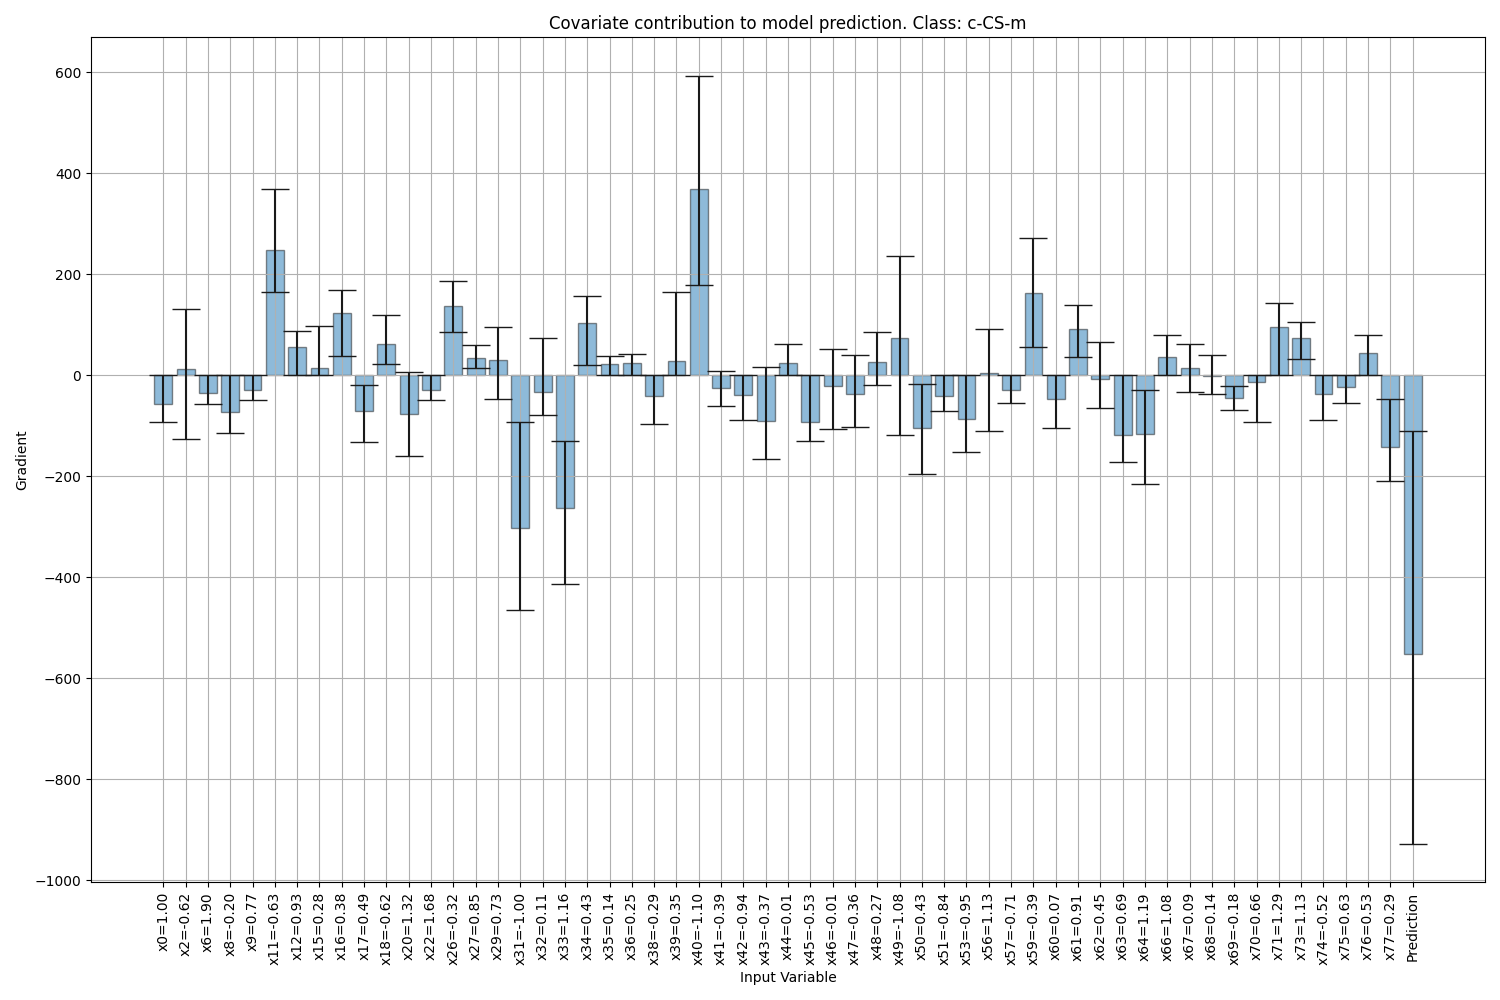 Covariate contribution to model prediction. Class: c-CS-m
600
400
200
0
−200
−400
−600
−800
−1000
Gradient
x0=1.00
x2=-0.62
x6=1.90
x8=-0.20
x9=0.77
x11=-0.63
x12=0.93
x15=0.28
x16=0.38
x17=0.49
x18=-0.62
x20=1.32
x22=1.68
x26=-0.32
x27=0.85
x29=0.73
x31=-1.00
x32=0.11
x33=1.16
x34=0.43
x35=0.14
x36=0.25
x38=-0.29
x39=0.35
x40=-1.10
x41=-0.39
x42=-0.94
x43=-0.37
x44=0.01
x45=-0.53
x46=-0.01
x47=-0.36
x48=0.27
x49=-1.08
x50=0.43
x51=-0.84
x53=-0.95
x56=1.13
x57=-0.71
x59=-0.39
x60=0.07
x61=0.91
x62=0.45
x63=0.69
x64=1.19
x66=1.08
x67=0.09
x68=0.14
x69=-0.18
x70=0.66
x71=1.29
x73=1.13
x74=-0.52
x75=0.63
x76=0.53
x77=0.29
Prediction
Input Variable